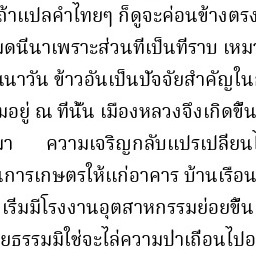 ถ้าแปลคำไทยๆ ก็ดูจะค่อนข้างตรง
มดนีนาเพราะส่วนที่เป็นที่ราบ เหม
นาวัน ข้าวอันเป็นปัจจัยสำคัญใน
มอยู่ ณ ที่นั้น เมืองหลวงจึงเกิดขึ้น
มา ความเจริญกลับแปรเปลี่ยน
นการเกษตรให้แก่อาคาร บ้านเรือน
เริ่มมีโรงงานอุตสาหกรรมย่อยขึ้น
ยธรรมมิใช่จะไล่ความป่าเถื่อนไปอ